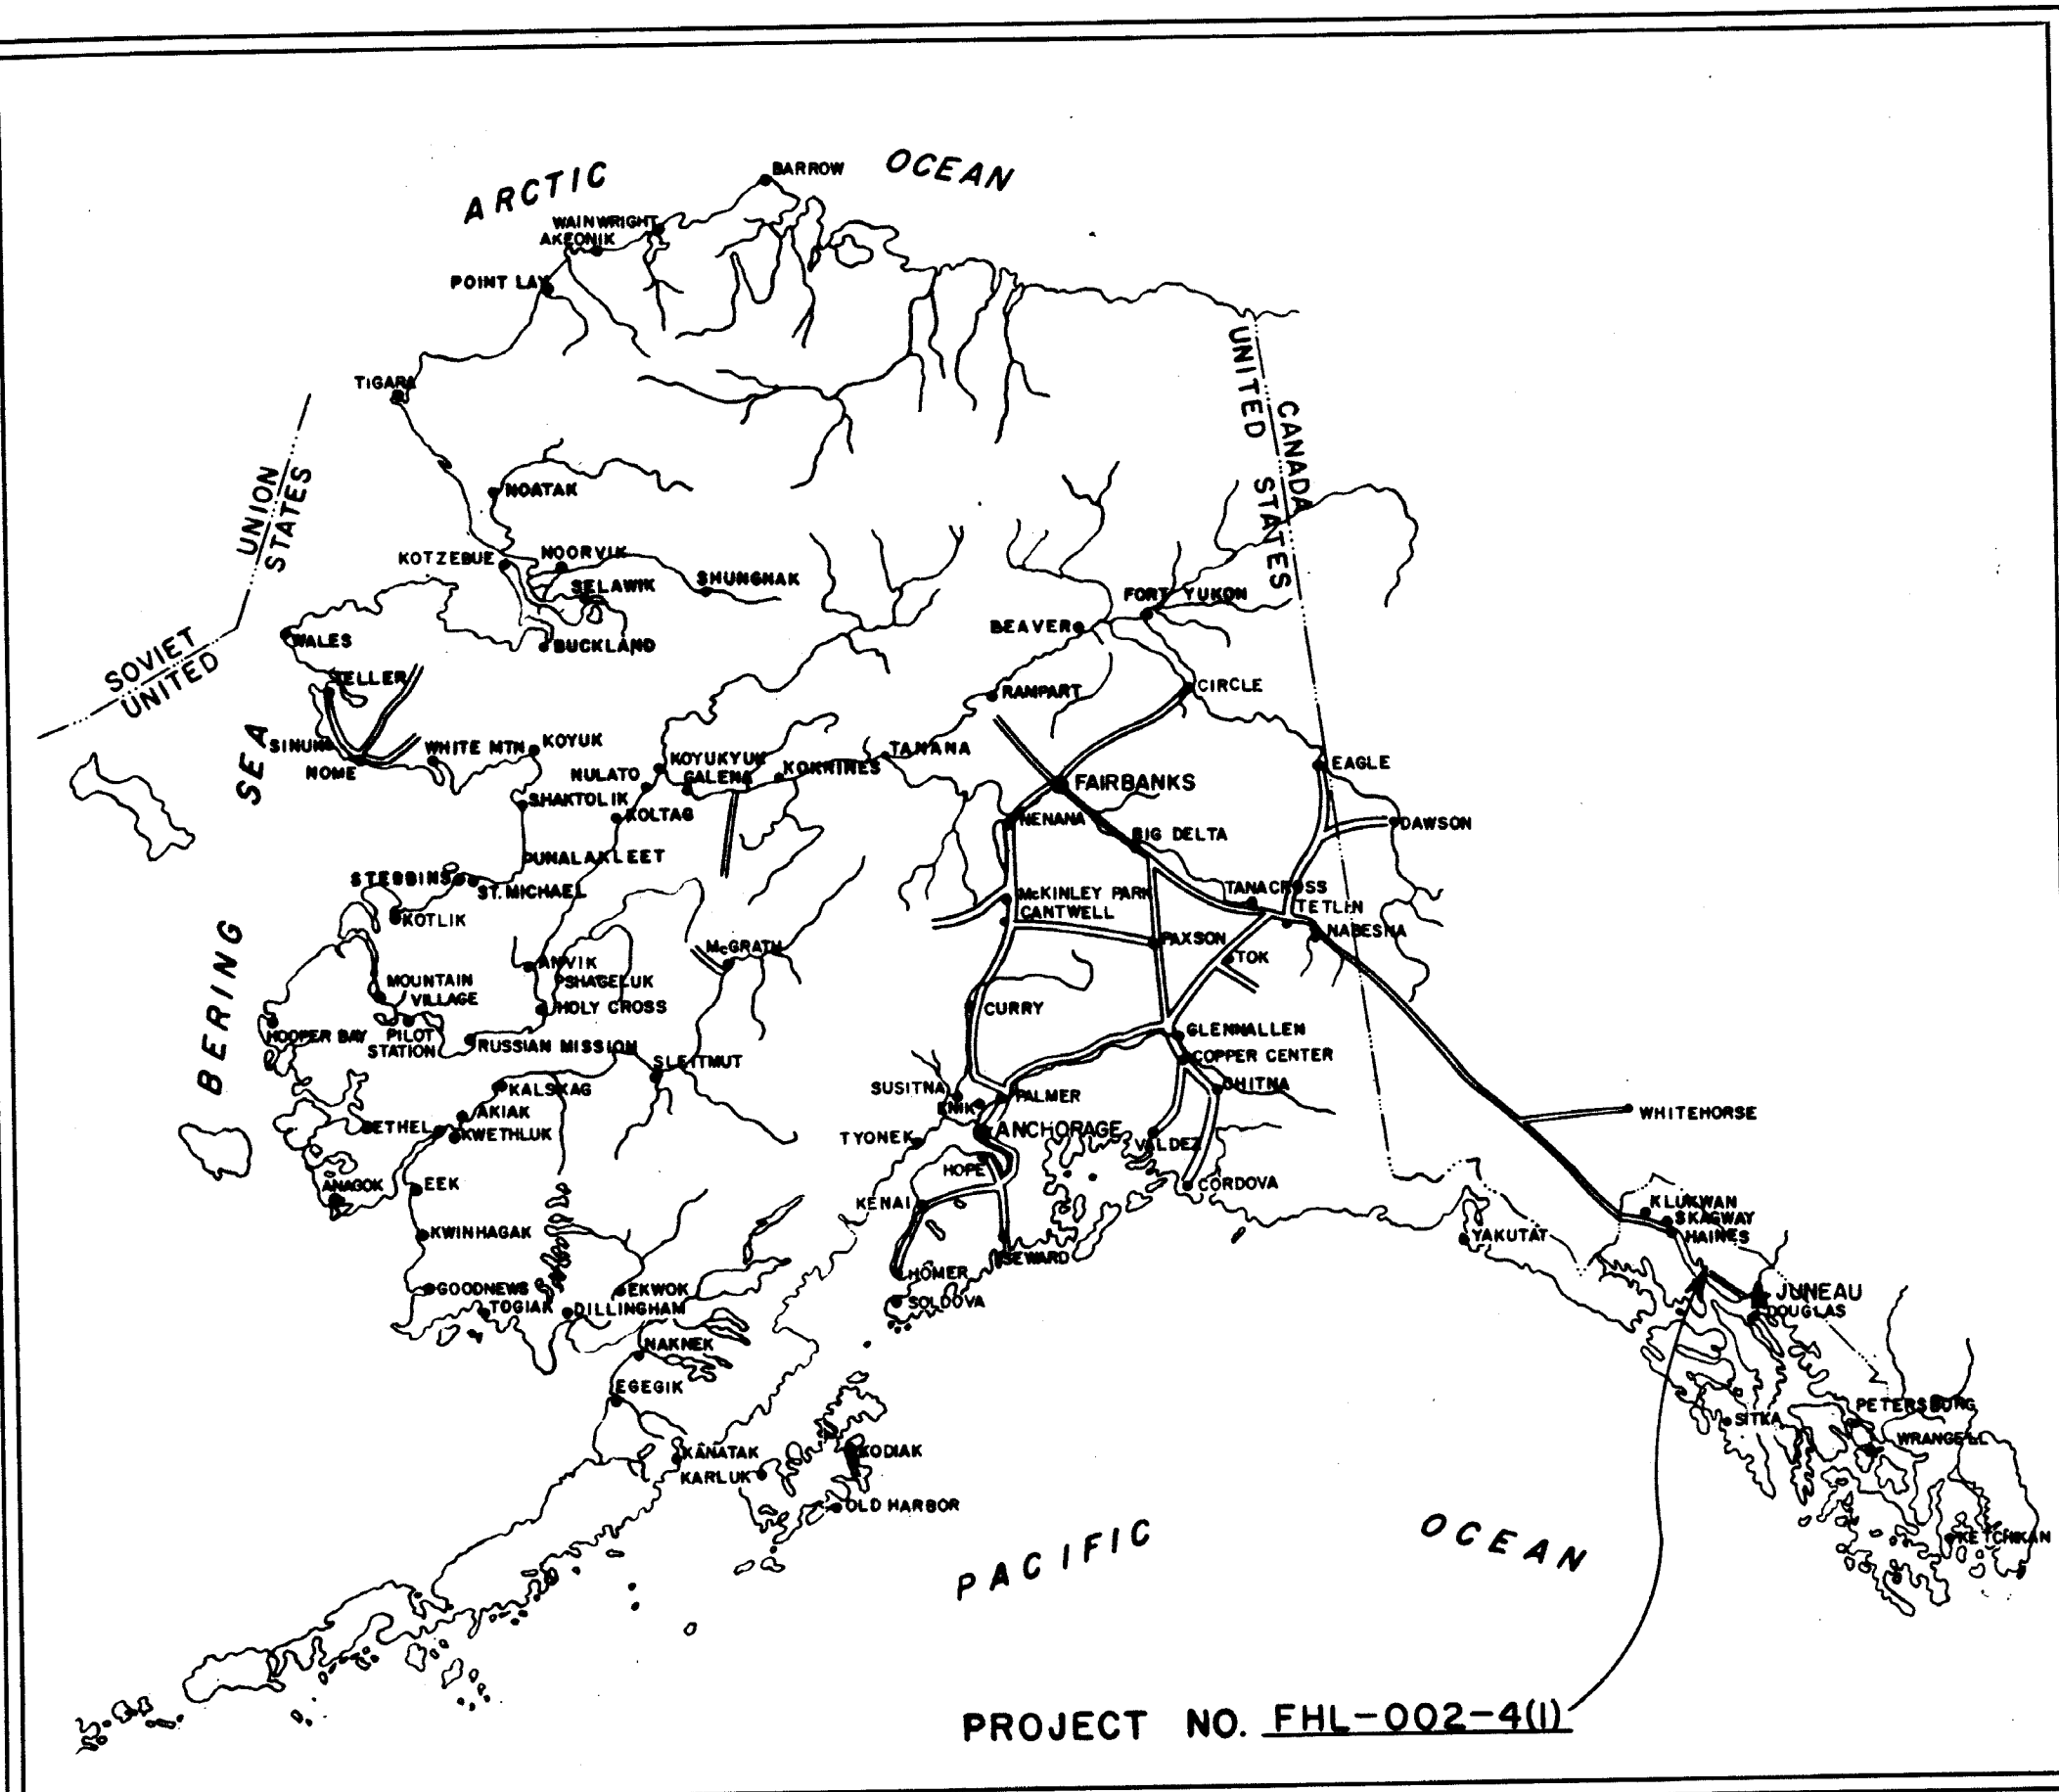 ARCTIC OCEAN
BARROW
WAINWRIGHT
AKEONIK
POINT LAY
TIGARA
UNITED STATES
CANADA
SOVIET UNION
UNITED STATES
NOATAK
KOTZEBUE
NOORVIK
SELAWIK
SHUNGNAK
BUCKLAND
WALES
TELLER
FORT YUKON
BEAVER
RAMPART
CIRCLE
SINUK
NOME
WHITE MTN
KOYUK
KOYUKYUK
NULATO
GALENA
KOKRINES
TANANA
FAIRBANKS
EAGLE
SHAKTOLIK
KOLTAG
NENANA
BIG DELTA
DAWSON
UNALAKLEET
STEBBINS
ST. MICHAEL
KOTLIK
McKINLEY PARK
CANTWELL
TANACROSS
TETLIN
NABESNA
PAXSON
TOK
BERING SEA
McGRATH
ANVIK
SHAGELUK
HOLY CROSS
MOUNTAIN
VILLAGE
HOOPER BAY
PILOT
STATION
RUSSIAN MISSION
SLEITMUT
CURRY
GLENNALLEN
COPPER CENTER
CHITNA
KALSKAG
AKIAK
BETHEL
KWETHLUK
SUSITNA
ENIK
PALMER
TYONEK
ANCHORAGE
HOPE
VALDEZ
CORDOVA
WHITEHORSE
ANAGOK
EEK
KENAI
KWINHAGAK
SEWARD
HOMER
SOLDOVA
YAKUTAT
KLUKWAN
SKAGWAY
HAINES
JUNEAU
DOUGLAS
GOODNEWS
TOGIAK
EKWOK
DILLINGHAM
NAKNEK
EGEGIK
KANATAK
KARLUK
KODIAK
OLD HARBOR
SITKA
PETERSBURG
WRANGELL
KETCHIKAN
PACIFIC OCEAN
PROJECT NO. FHL-002-4(1)